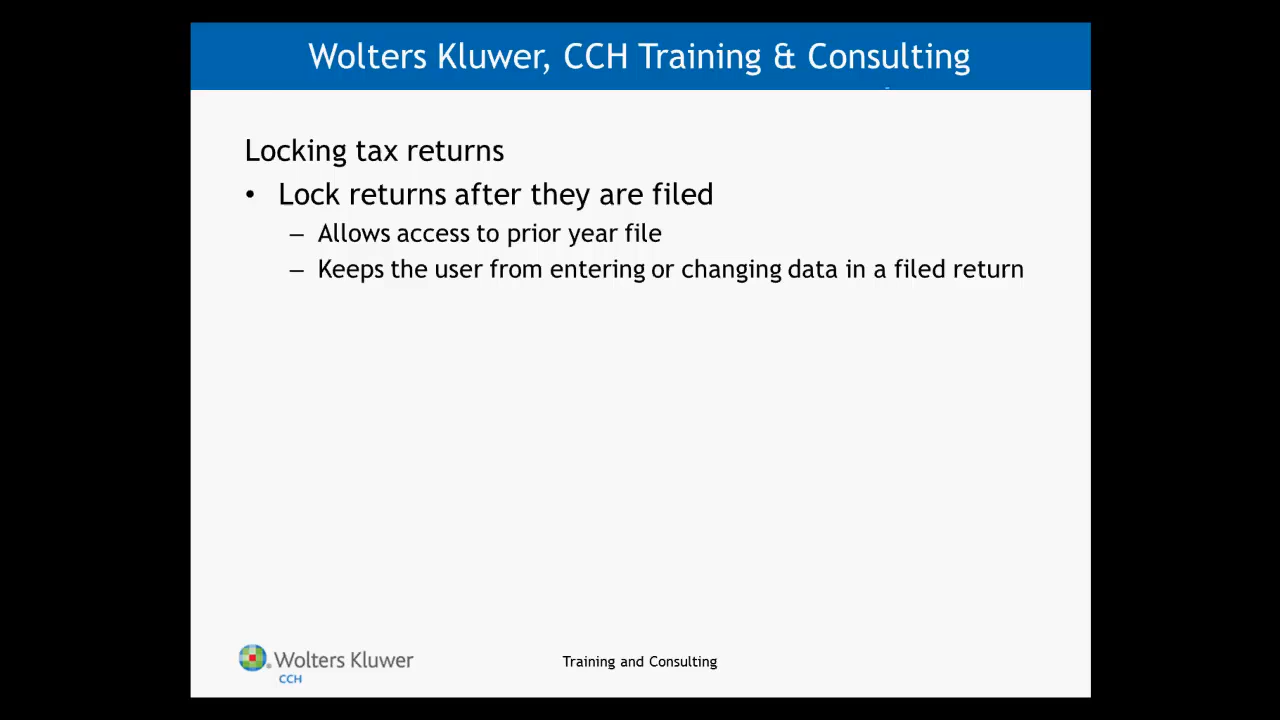 Wolters Kluwer, CCH Training & Consulting
Locking tax returns
• Lock returns after they are filed
– Allows access to prior year file
– Keeps the user from entering or changing data in a filed return
Wolters Kluwer
CCH
Training and Consulting